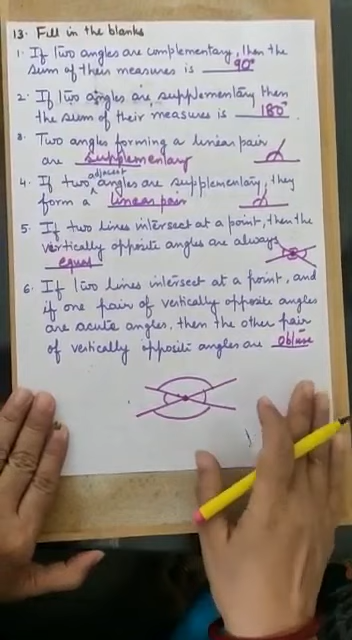 13. Fill in the blanks
1. If two angles are complementary, then the
sum of their measures is 90°
2. If two angles are supplementary then
the sum of their measure is 180°
3. Two angles forming a linear pair
are supplementary
adjacent
4. If two ^ angles are supplementary, they
form a linear pair
5. If two lines intersect at a point, then the
vertically opposite angles are always
equal
6. If two lines intersect at a point, and
if one pair of vertically opposite angles
are acute angles, then the other pair
of vertically opposite angles are obtuse